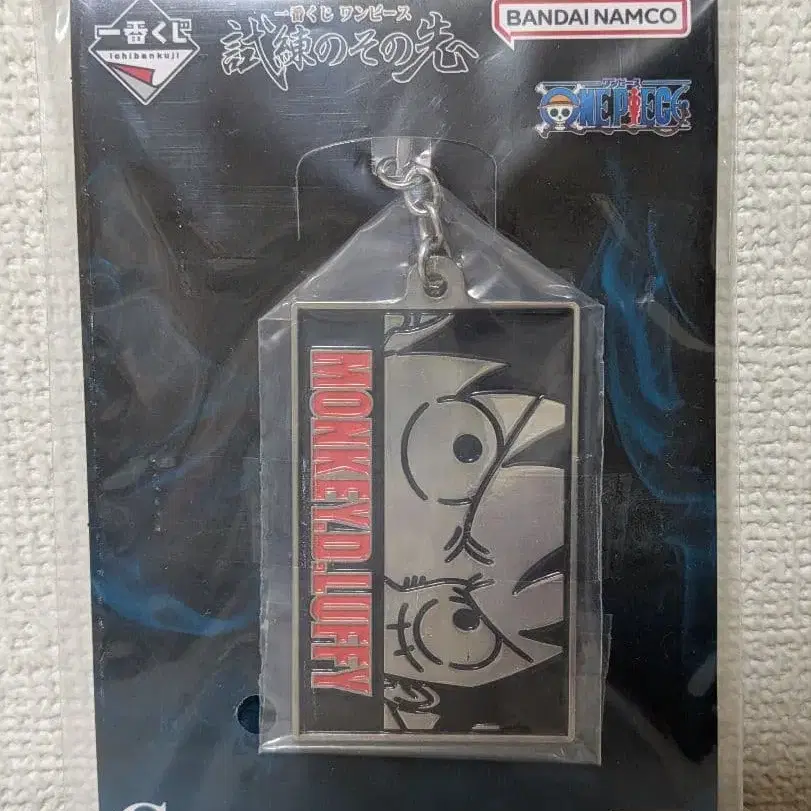 一番くじ
ichibankuji
一番くじ ワンピース
試練のその先
BANDAI NAMCO
ワンピース
ONE PIECE
MONKEY.D.LUFFY